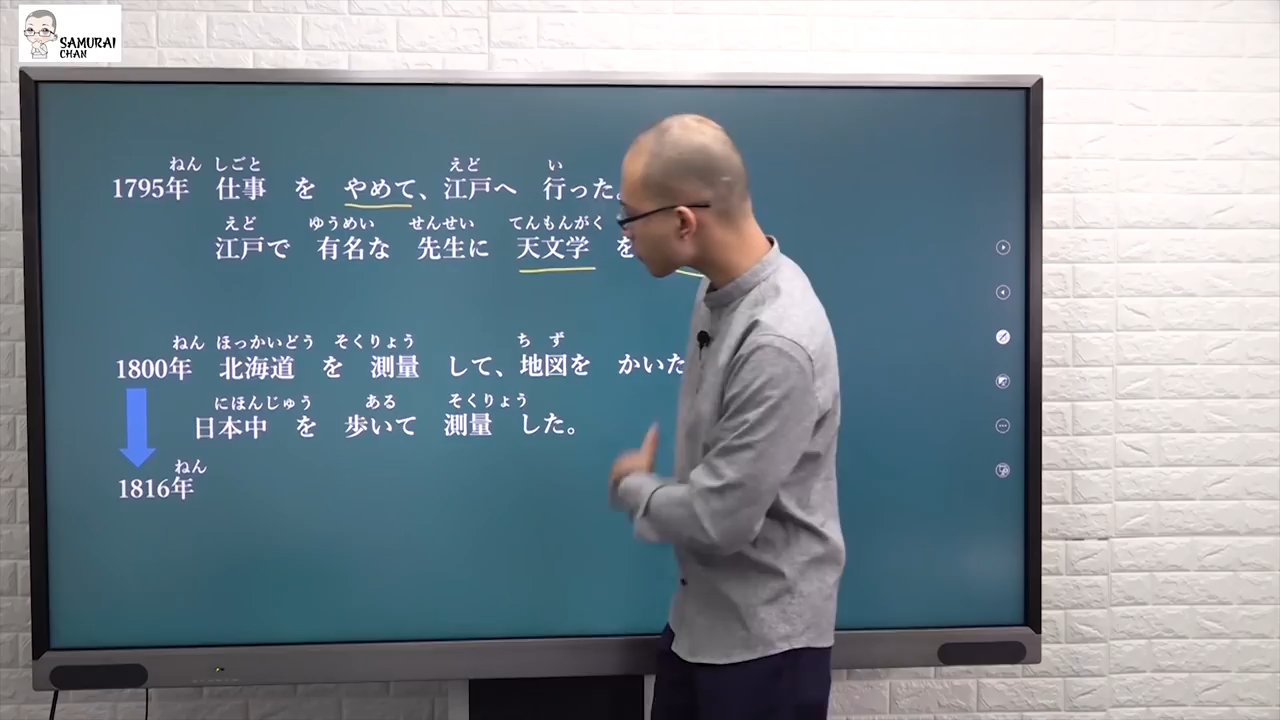 SAMURAI
CHAN
ねん しごと えど い
1795年 仕事 を やめて、江戸へ 行った。
えど ゆうめい せんせい てんもんがく
江戸で 有名な 先生に 天文学 を
ねん ほっかいどう そくりょう ち ず
1800年 北海道 を 測量 して、地図を かいた
にほんじゅう ある そくりょう
日本中 を 歩いて 測量 した。
ねん
1816年